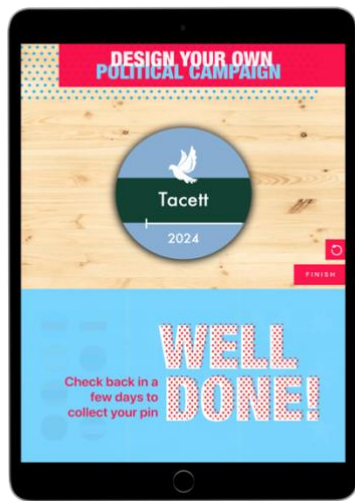 DESIGN YOUR OWN
POLITICAL CAMPAIGN
Tacett
2024
FINISH
WELL
DONE!
Check back in a
few days to
collect your pin